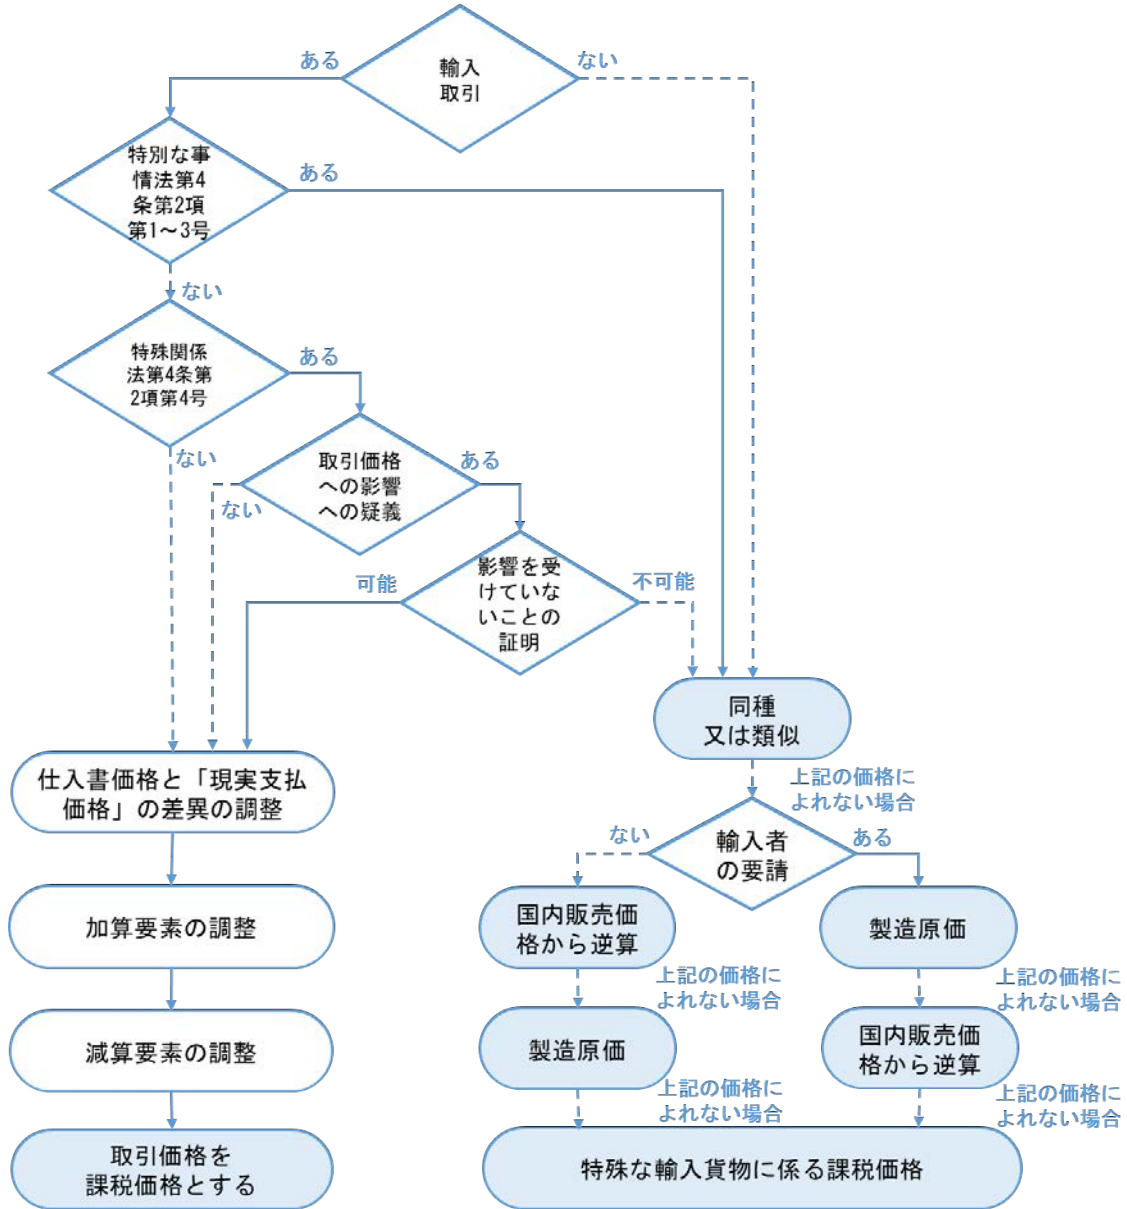 ある
ない
輸入
取引
特別な事
情法第4
条第2項
第1～3号
ある
ない
特殊関係
法第4条第
2項第4号
ある
ない
取引価格
への影響
への疑義
ある
ない
影響を受
けていな
いことの
証明
可能
不可能
同種
又は類似
仕入書価格と「現実支払
価格」の差異の調整
上記の価格に
よれない場合
輸入者
の要請
ない
ある
加算要素の調整
国内販売価
格から逆算
製造原価
上記の価格に
よれない場合
上記の価格に
よれない場合
減算要素の調整
製造原価
国内販売価
格から逆算
上記の価格に
よれない場合
上記の価格に
よれない場合
取引価格を
課税価格とする
特殊な輸入貨物に係る課税価格